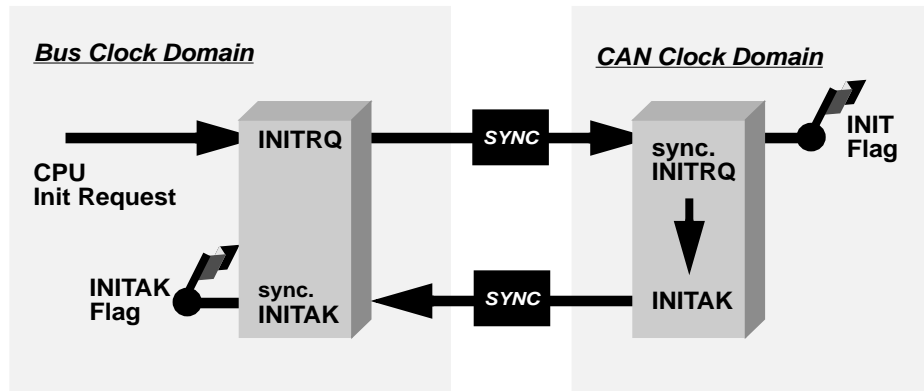 Bus Clock Domain
CAN Clock Domain
CPU
Init Request
INITRQ
SYNC
sync.
INITRQ
INIT
Flag
INITAK
Flag
sync.
INITAK
SYNC
INITAK